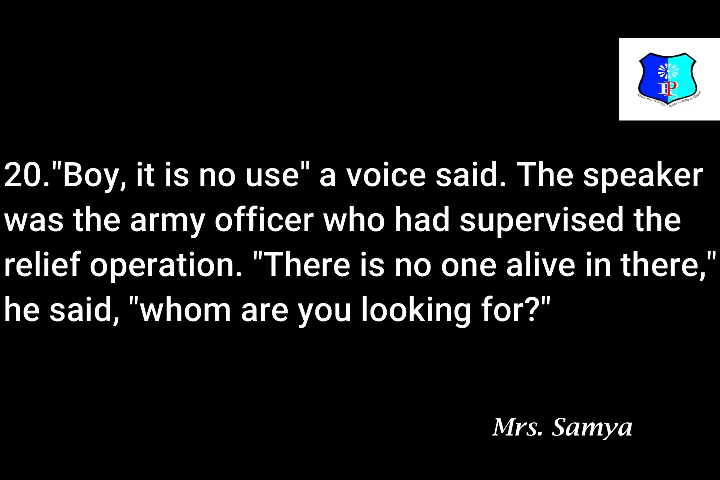 20."Boy, it is no use" a voice said. The speaker
was the army officer who had supervised the
relief operation. "There is no one alive in there,"
he said, "whom are you looking for?"
Mrs. Samya